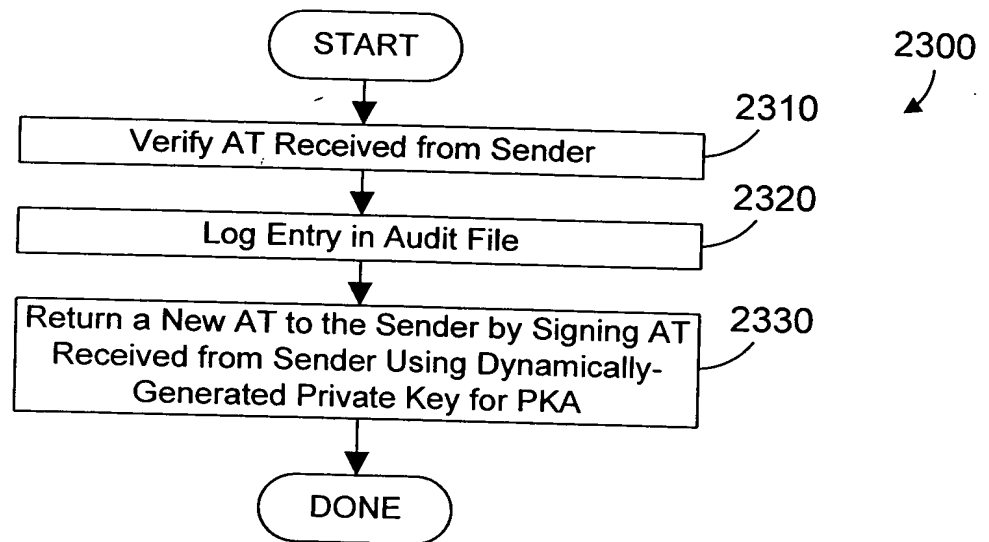 START
2300
2310
Verify AT Received from Sender
2320
Log Entry in Audit File
2330
Return a New AT to the Sender by Signing AT
Received from Sender Using Dynamically-
Generated Private Key for PKA
DONE